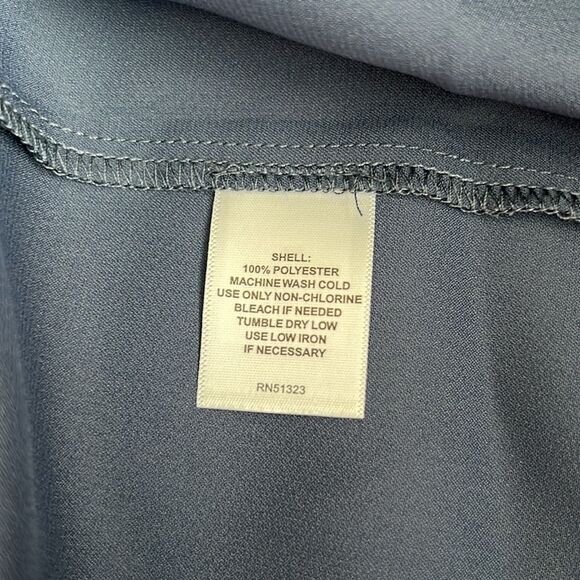 SHELL:
100% POLYESTER
MACHINE WASH COLD
USE ONLY NON-CHLORINE
BLEACH IF NEEDED
TUMBLE DRY LOW
USE LOW IRON
IF NECESSARY
RN51323